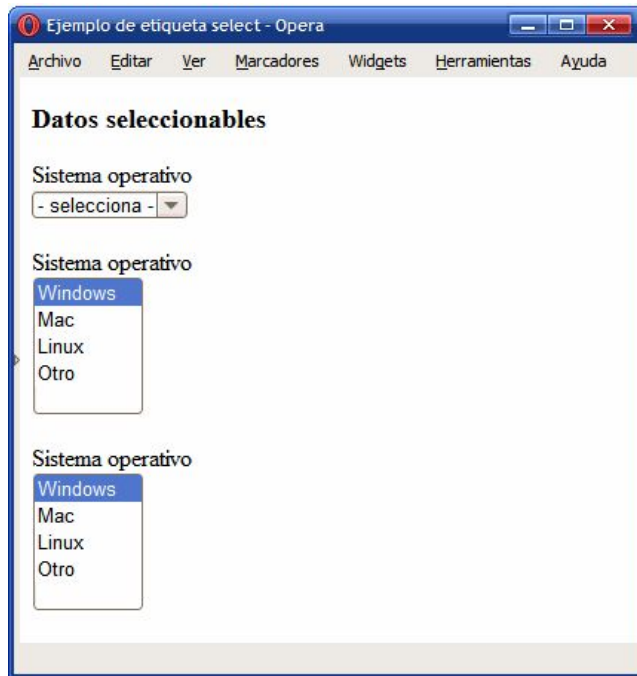 Ejemplo de etiqueta select - Opera
Archivo Editar Ver Marcadores Widgets Herramientas Ayuda
Datos seleccionables
Sistema operativo
- selecciona -
Sistema operativo
Windows
Mac
Linux
Otro
Sistema operativo
Windows
Mac
Linux
Otro